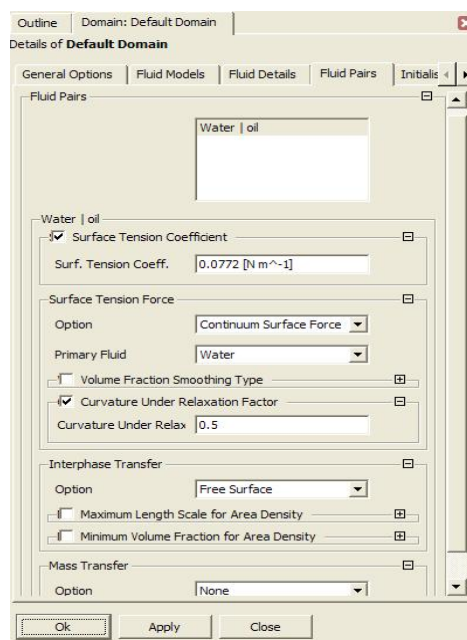 Outline Domain: Default Domain
Details of Default Domain
General Options Fluid Models Fluid Details Fluid Pairs Initialis
Fluid Pairs
Water | oil
Water | oil
Surface Tension Coefficient
Surf. Tension Coeff. 0.0772 [N m^-1]
Surface Tension Force
Option Continuum Surface Force
Primary Fluid Water
Volume Fraction Smoothing Type
Curvature Under Relaxation Factor
Curvature Under Relax 0.5
Interphase Transfer
Option Free Surface
Maximum Length Scale for Area Density
Minimum Volume Fraction for Area Density
Mass Transfer
Option None
Ok Apply Close